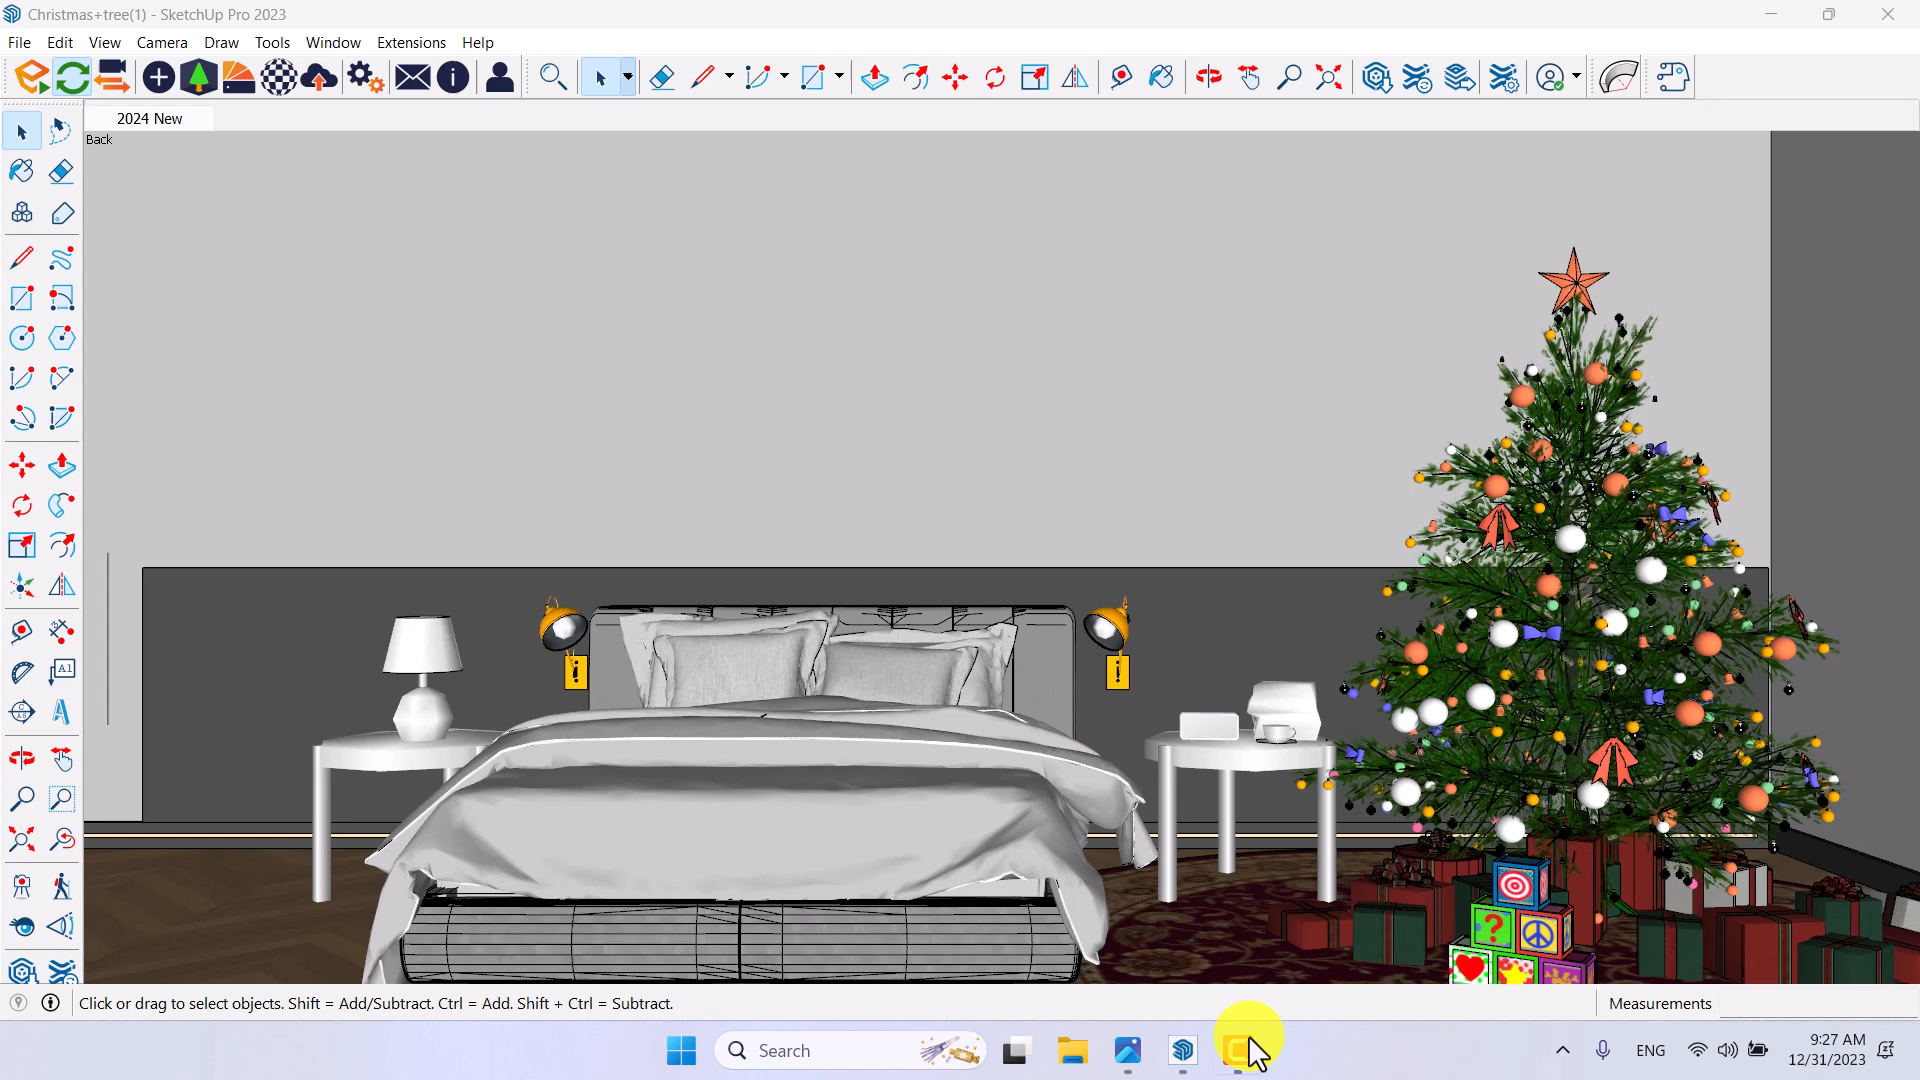 Christmas+tree(1) - SketchUp Pro 2023
File Edit View Camera Draw Tools Window Extensions Help
2024 New
Back
A1
Click or drag to select objects. Shift = Add/Subtract. Ctrl = Add. Shift + Ctrl = Subtract.
Measurements
Search
ENG
9:27 AM
12/31/2023